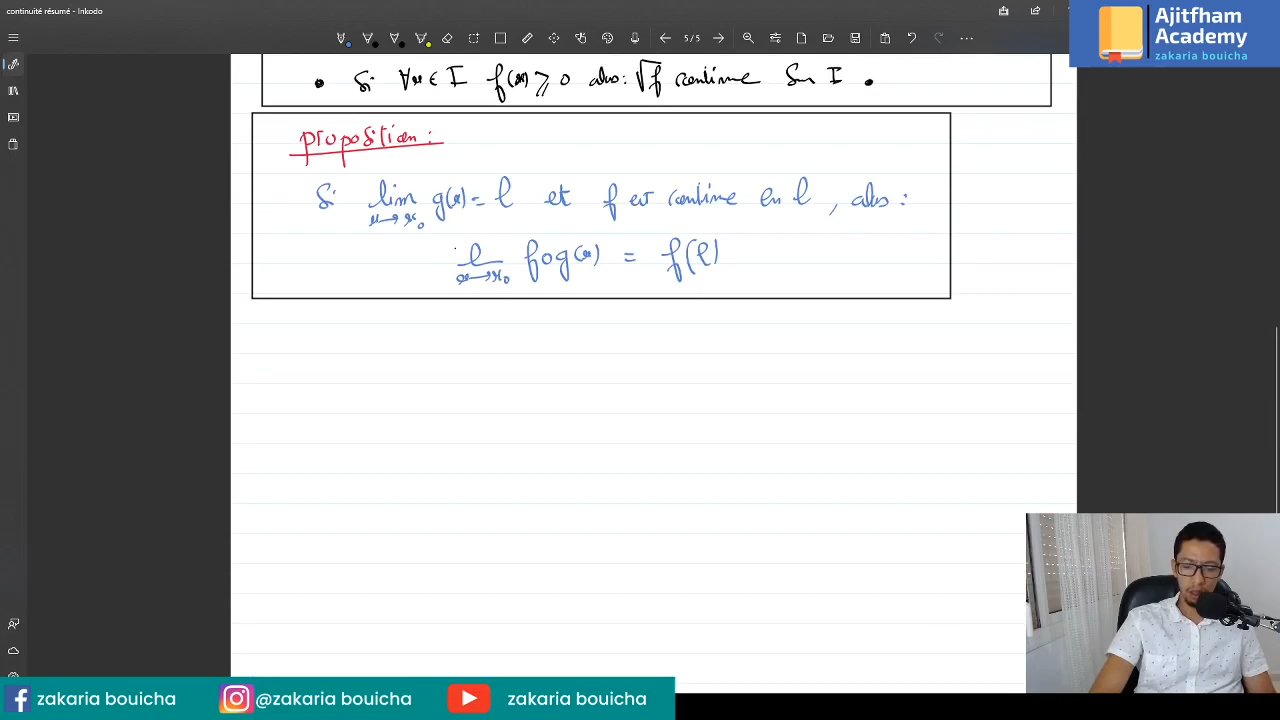 continuité résumé - Inkodo
5/5
Ajitfham
Academy
zakaria bouicha
• Si ∀x ∈ I f(x) ⩾ 0 alors : √f continue sur I •
proposition :
Si lim g(x) = l et f est continue en l , alors :
x→x₀
l fog(x) = f(l)
x→x₀
zakaria bouicha @zakaria bouicha zakaria bouicha